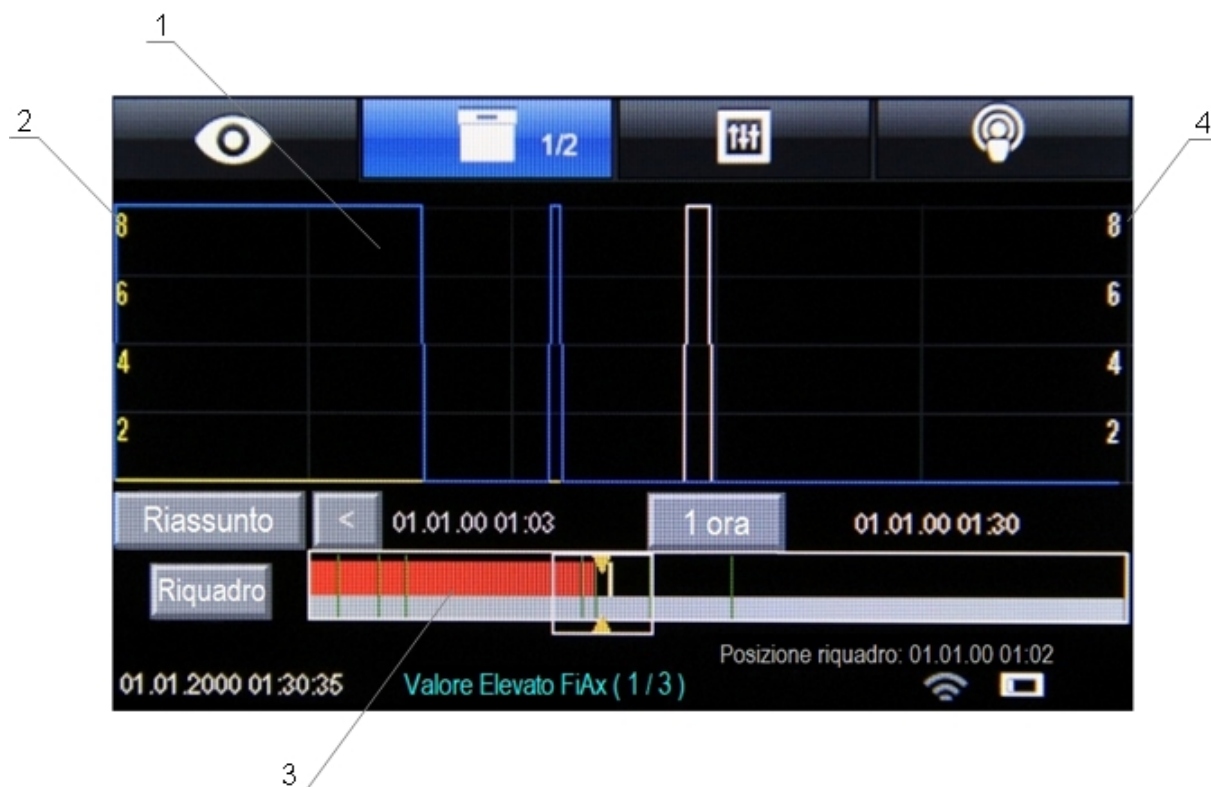 1
2
4
1/2
8 8
6 6
4 4
2 2
Riassunto < 01.01.00 01:03 1 ora 01.01.00 01:30
Riquadro
Posizione riquadro: 01.01.00 01:02
01.01.2000 01:30:35 Valore Elevato FiAx ( 1 / 3 )
3